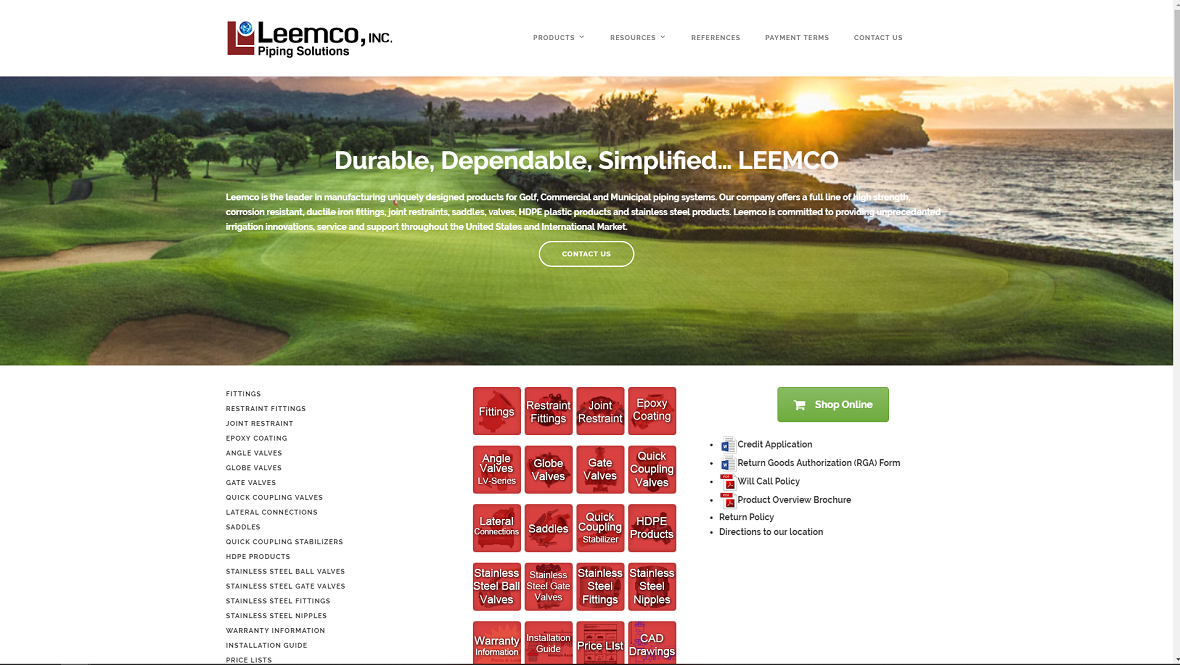 Leemco, INC.
Piping Solutions
PRODUCTS
RESOURCES
REFERENCES
PAYMENT TERMS
CONTACT US
Durable, Dependable, Simplified... LEEMCO
Leemco is the leader in manufacturing uniquely designed products for Golf, Commercial and Municipal piping systems. Our company offers a full line of high strength,
corrosion resistant, ductile iron fittings, joint restraints, saddles, valves, HDPE plastic products and stainless steel products. Leemco is committed to providing unprecedented
irrigation innovations, service and support throughout the United States and International Market.
CONTACT US
FITTINGS
RESTRAINT FITTINGS
JOINT RESTRAINT
EPOXY COATING
ANGLE VALVES
GLOBE VALVES
GATE VALVES
QUICK COUPLING VALVES
LATERAL CONNECTIONS
SADDLES
QUICK COUPLING STABILIZERS
HDPE PRODUCTS
STAINLESS STEEL BALL VALVES
STAINLESS STEEL GATE VALVES
STAINLESS STEEL FITTINGS
STAINLESS STEEL NIPPLES
WARRANTY INFORMATION
INSTALLATION GUIDE
PRICE LISTS
Fittings
Restraint
Fittings
Joint
Restraint
Epoxy
Coating
Angle
Valves
LV-Series
Globe
Valves
Gate
Valves
Quick
Coupling
Valves
Lateral
Connections
Saddles
Quick
Coupling
Stabilizer
HDPE
Products
Stainless
Steel Ball
Valves
Stainless
Steel Gate
Valves
Stainless
Steel
Fittings
Stainless
Steel
Nipples
Warranty
Information
Installation
Guide
Price LIst
CAD
Drawings
Shop Online
Credit Application
Return Goods Authorization (RGA) Form
Will Call Policy
Product Overview Brochure
Return Policy
Directions to our location